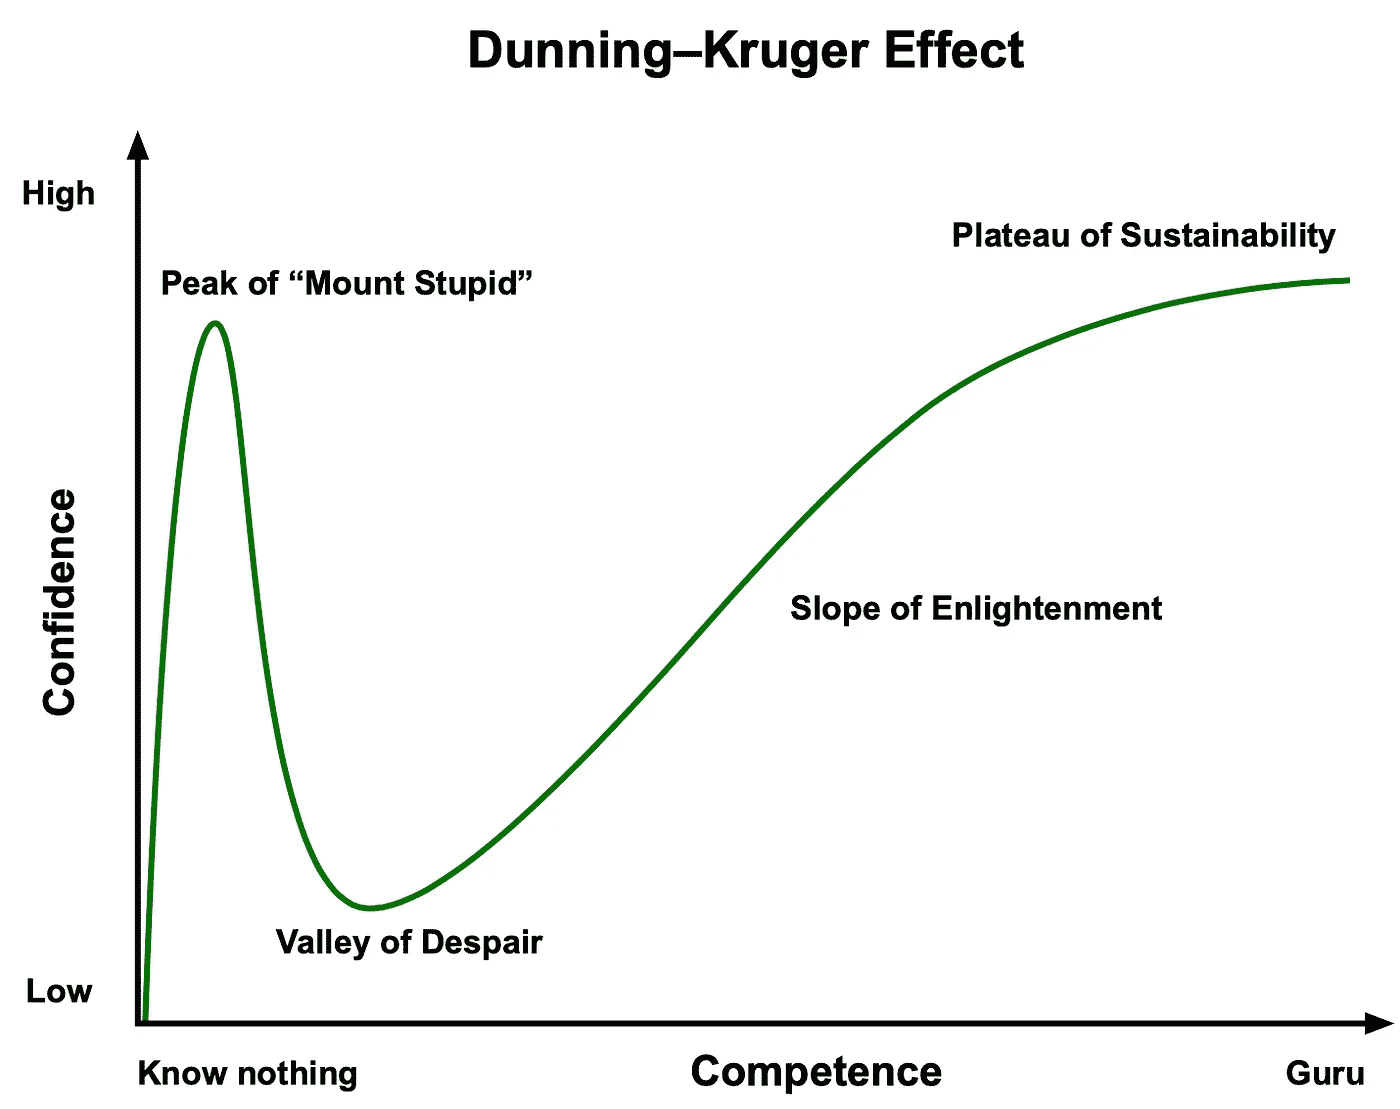 Dunning–Kruger Effect
High
Plateau of Sustainability
Peak of “Mount Stupid”
Confidence
Slope of Enlightenment
Valley of Despair
Low
Know nothing
Competence
Guru